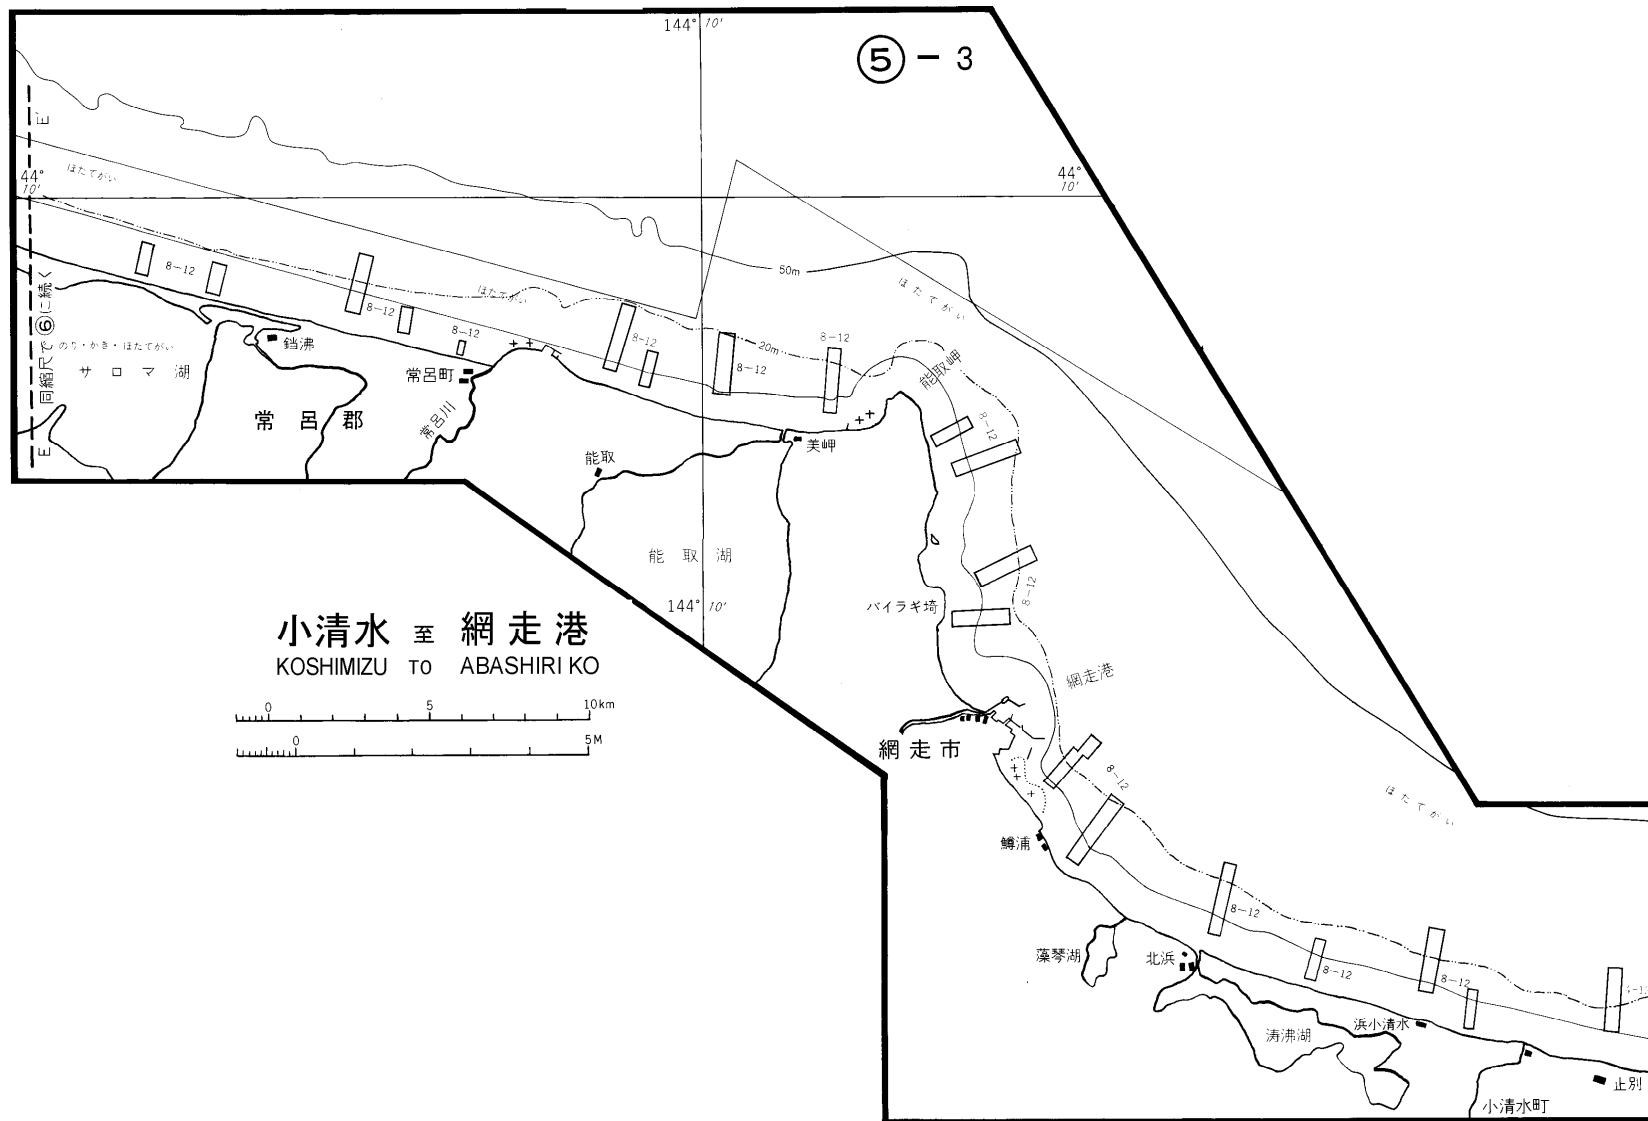 144° 10'
⑤－3
E'
ほたてがい
44° 10'
44° 10'
8-12
50m
ほたてがい
ほたてがい
8-12
8-12
8-12
8-12
20m
8-12
能取岬
同縮尺で⑥に続く
のり・かき・ほたてがい
サロマ湖
鐺沸
常呂町
8-12
8-12
常呂郡
常呂川
E
能取
美岬
能取湖
8-12
バイラギ埼
144° 10'
小清水 至 網走港
KOSHIMIZU TO ABASHIRI KO
0 5 10km
0 5M
網走港
網走市
8-12
ほたてがい
鱒浦
8-12
藻琴湖
北浜
8-12
8-12
8-12
涛沸湖
浜小清水
止別
小清水町